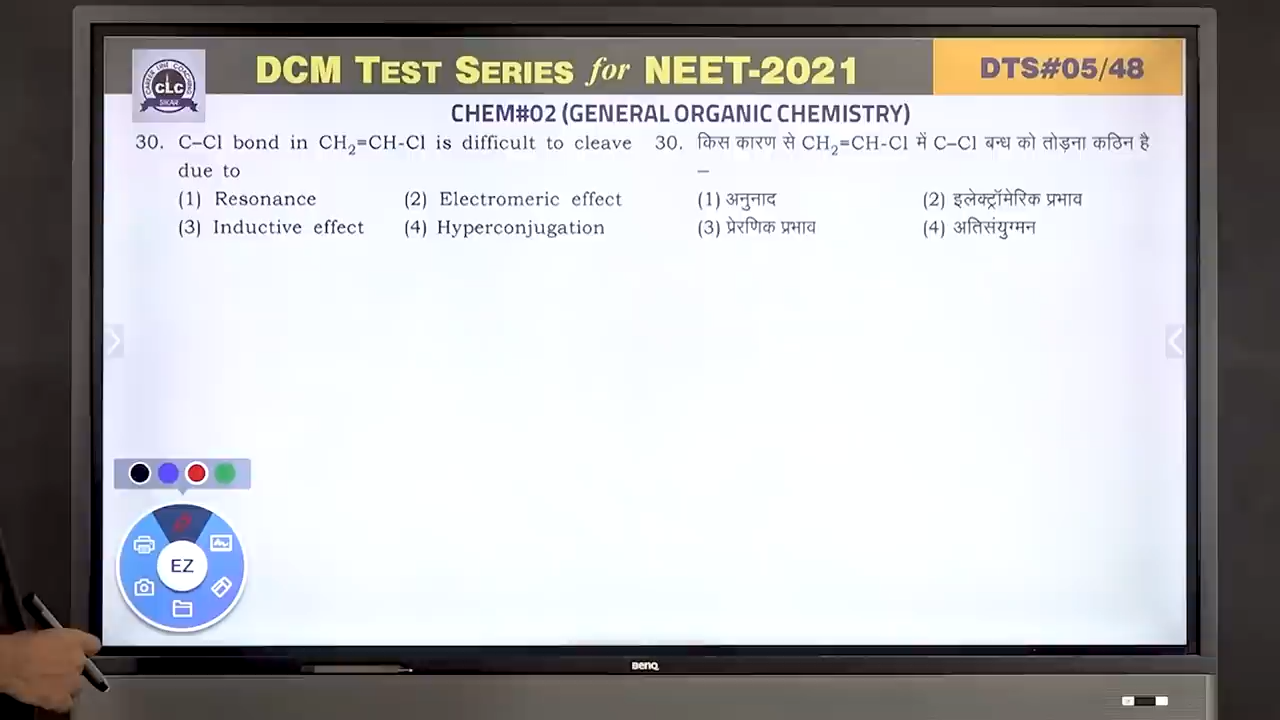 DCM TEST SERIES for NEET-2021
DTS#05/48
CLC
SIKAR
CHEM#02 (GENERAL ORGANIC CHEMISTRY)
30. C–Cl bond in CH₂=CH-Cl is difficult to cleave
due to
(1) Resonance (2) Electromeric effect
(3) Inductive effect (4) Hyperconjugation
30. किस कारण से CH₂=CH-Cl में C–Cl बन्ध को तोड़ना कठिन है
–
(1) अनुनाद (2) इलेक्ट्रॉमेरिक प्रभाव
(3) प्रेरणिक प्रभाव (4) अतिसंयुग्मन
EZ
BenQ